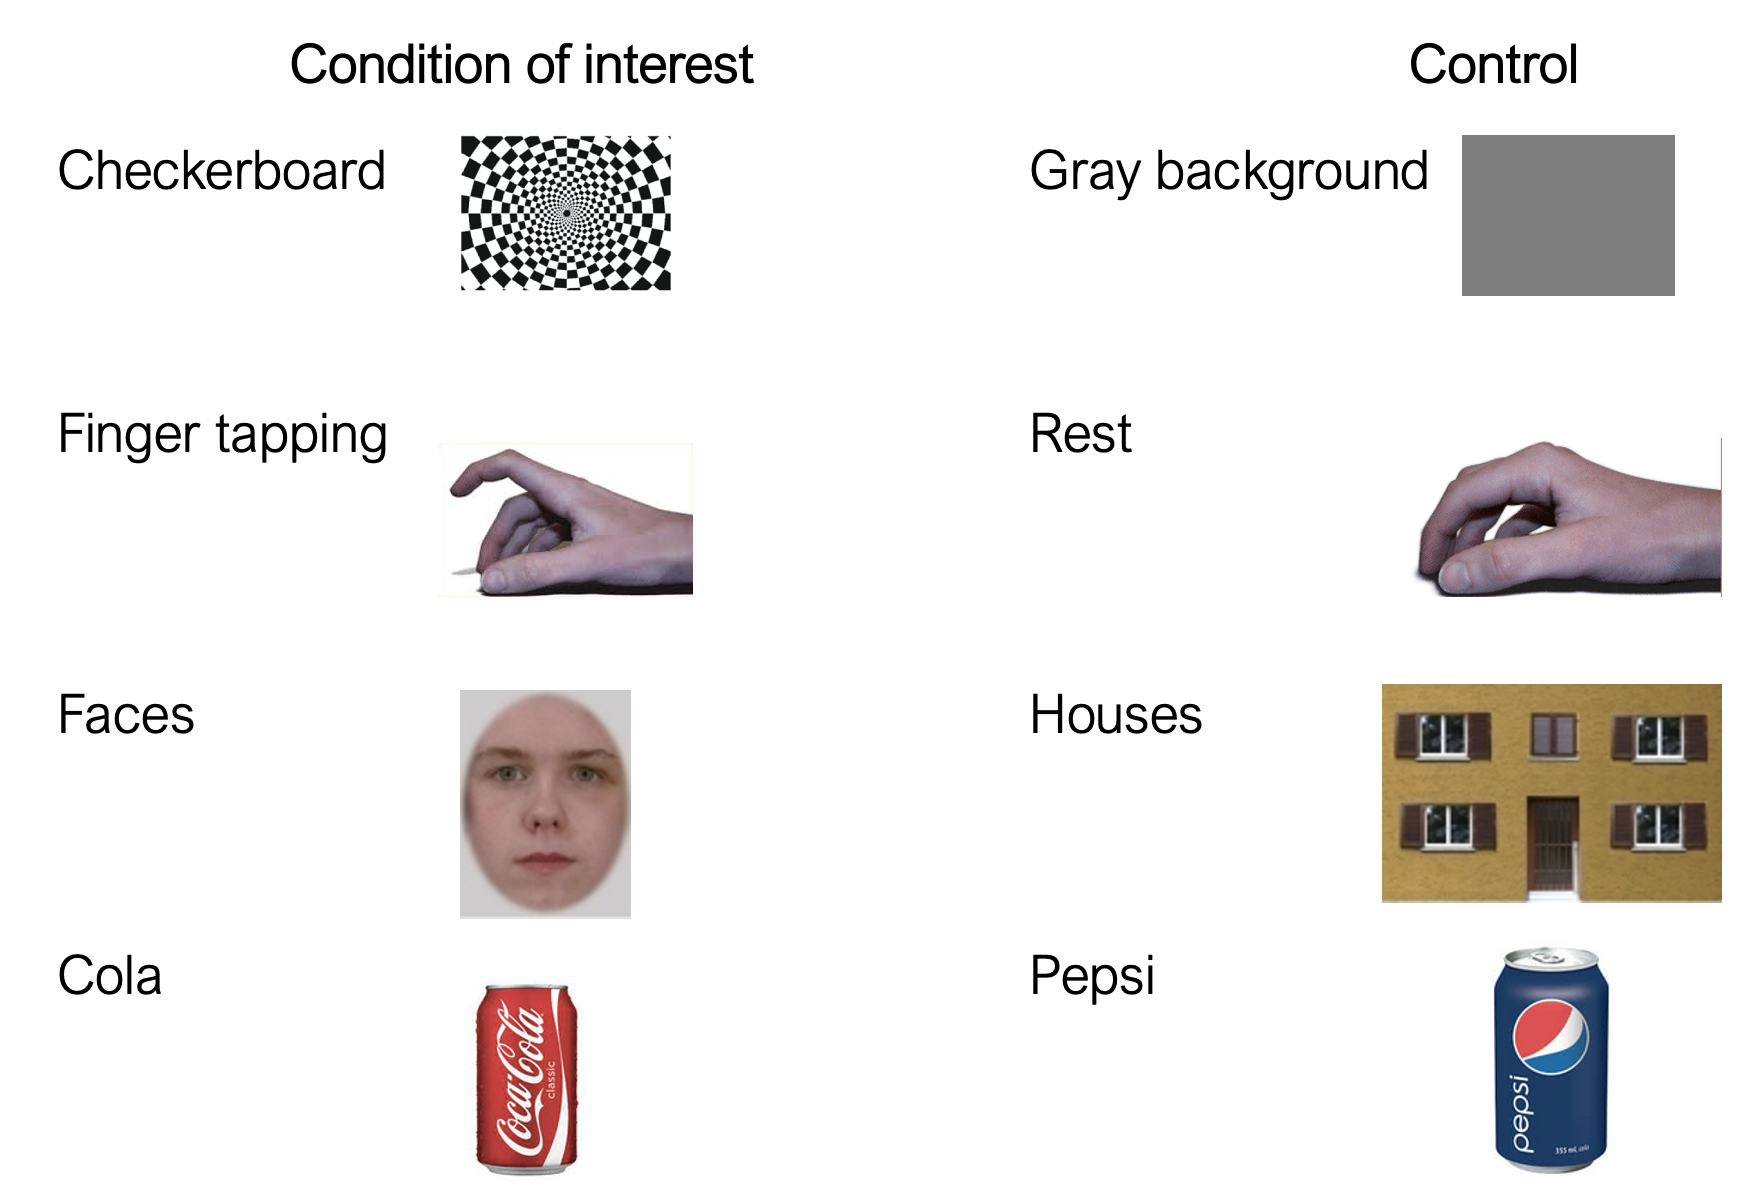 Condition of interest
Control
Checkerboard
Gray background
Finger tapping
Rest
Faces
Houses
Cola
Coca-Cola
classic
Pepsi
pepsi
355 mL cola